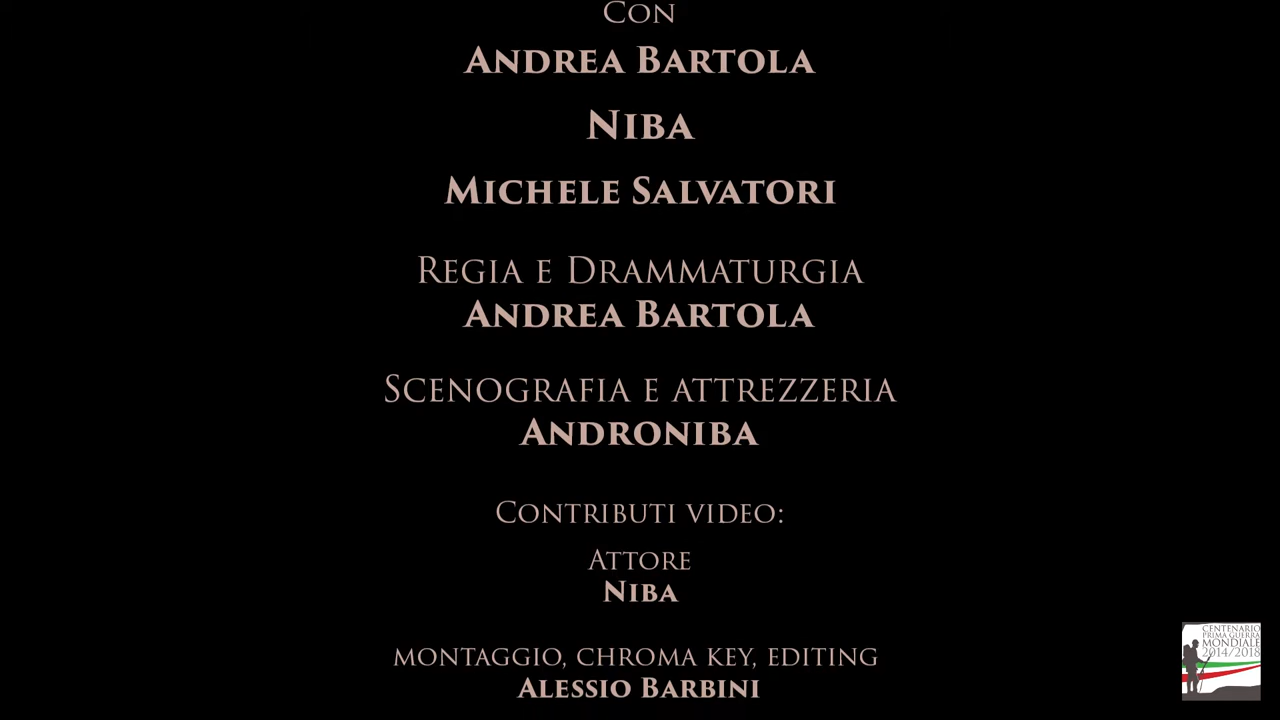 CON
ANDREA BARTOLA
NIBA
MICHELE SALVATORI
REGIA E DRAMMATURGIA
ANDREA BARTOLA
SCENOGRAFIA E ATTREZZERIA
ANDRONIBA
CONTRIBUTI VIDEO:
ATTORE
NIBA
MONTAGGIO, CHROMA KEY, EDITING
ALESSIO BARBINI
CENTENARIO
PRIMA GUERRA
MONDIALE
2014/2018